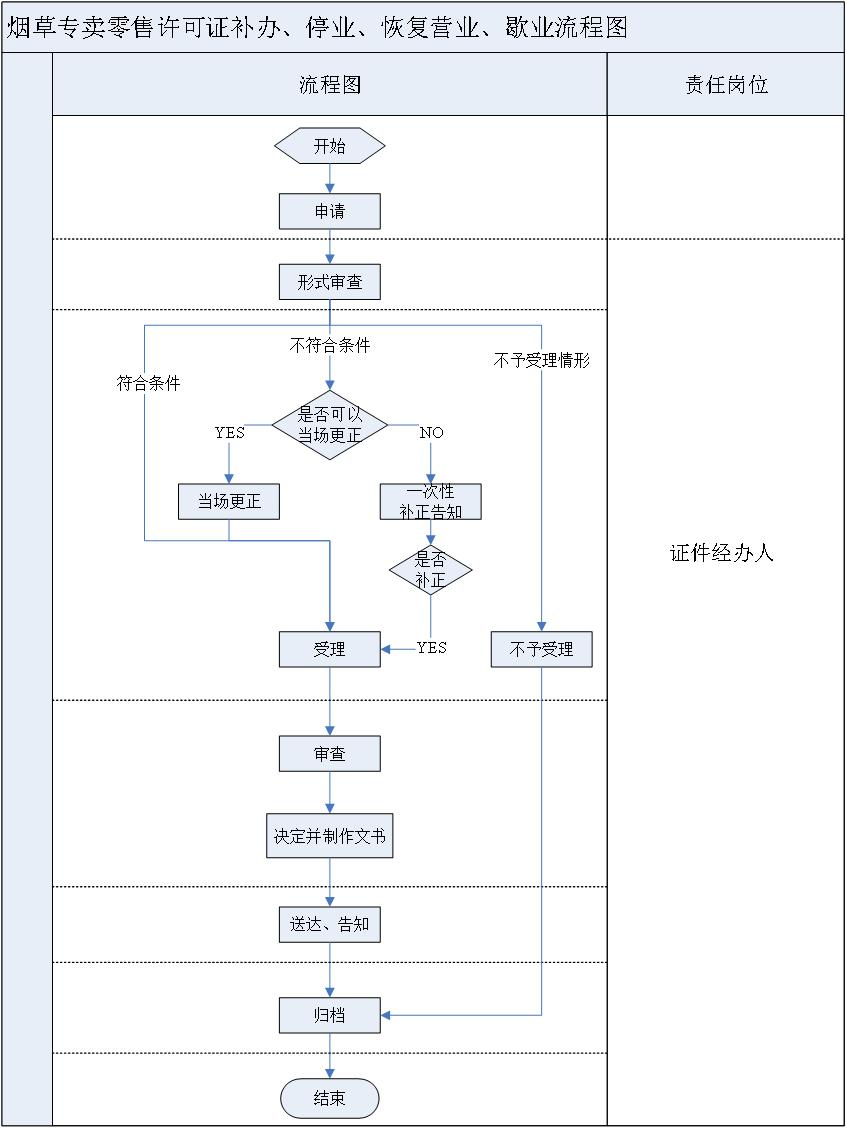 烟草专卖零售许可证补办、停业、恢复营业、歇业流程图
流程图
责任岗位
开始
申请
形式审查
不符合条件
不予受理情形
符合条件
是否可以
当场更正
YES
NO
当场更正
一次性
补正告知
是否
补正
证件经办人
受理
YES
不予受理
审查
决定并制作文书
送达、告知
归档
结束